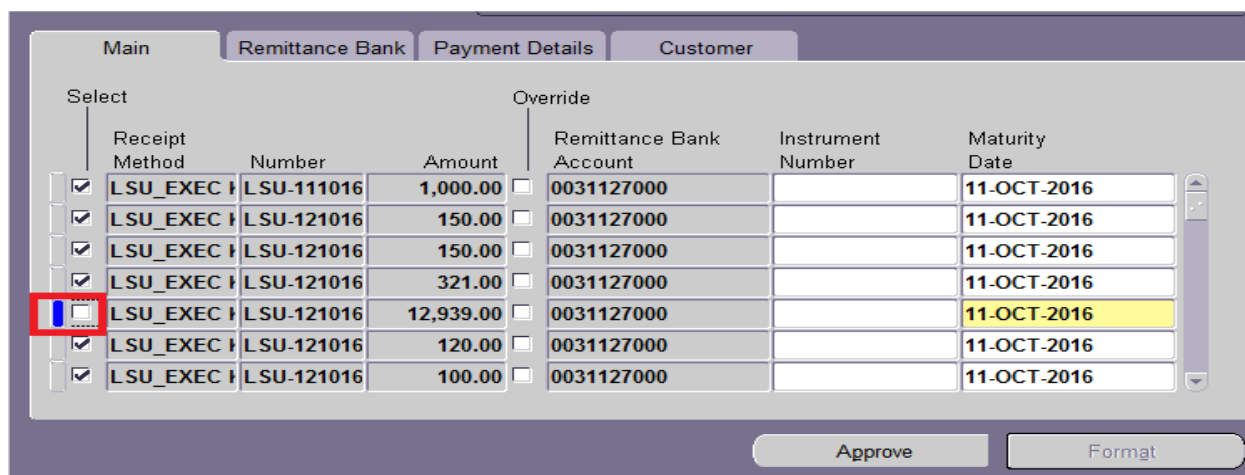 Main Remittance Bank Payment Details Customer
Select Override
Receipt Remittance Bank Instrument Maturity
Method Number Amount Account Number Date
LSU_EXEC LSU-111016 1,000.00 0031127000 11-OCT-2016
LSU_EXEC LSU-121016 150.00 0031127000 11-OCT-2016
LSU_EXEC LSU-121016 150.00 0031127000 11-OCT-2016
LSU_EXEC LSU-121016 321.00 0031127000 11-OCT-2016
LSU_EXEC LSU-121016 12,939.00 0031127000 11-OCT-2016
LSU_EXEC LSU-121016 120.00 0031127000 11-OCT-2016
LSU_EXEC LSU-121016 100.00 0031127000 11-OCT-2016
Approve Format